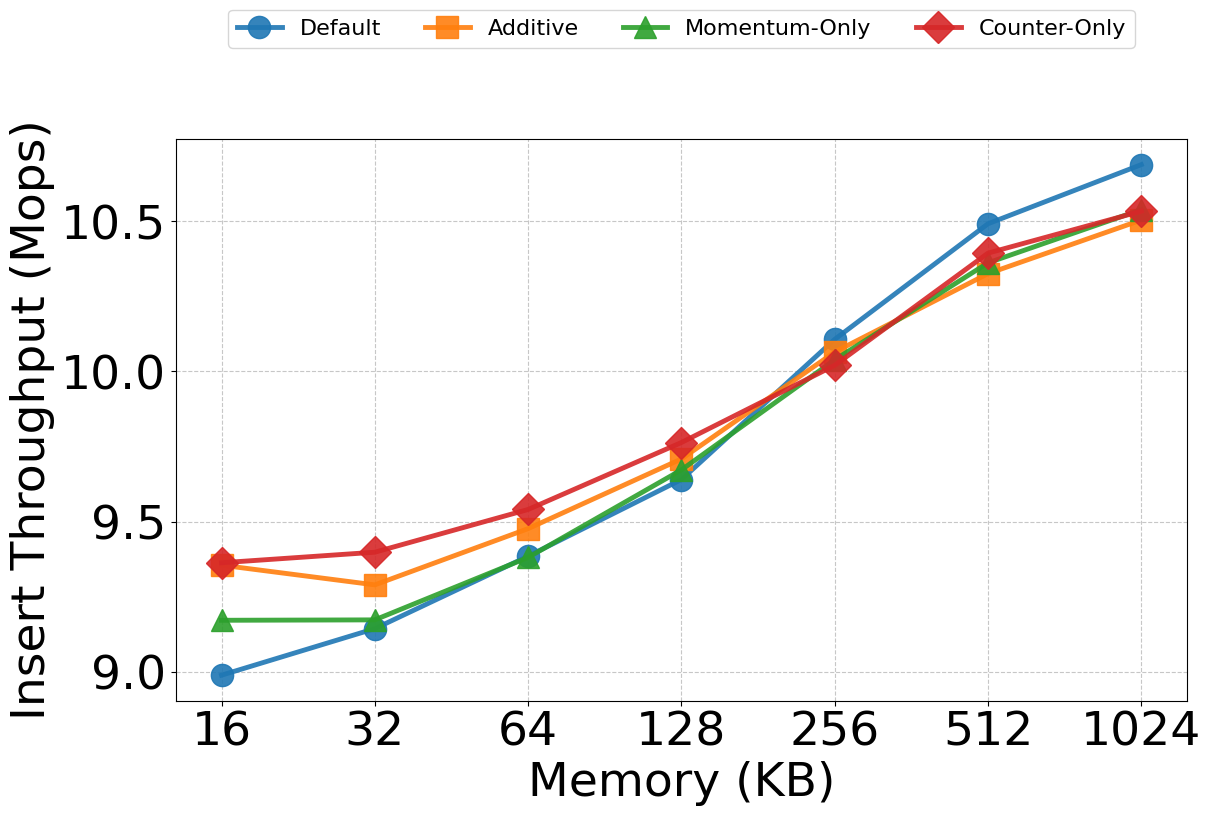 Default Additive Momentum-Only Counter-Only
Insert Throughput (Mops)
10.5
10.0
9.5
9.0
16 32 64 128 256 512 1024
Memory (KB)